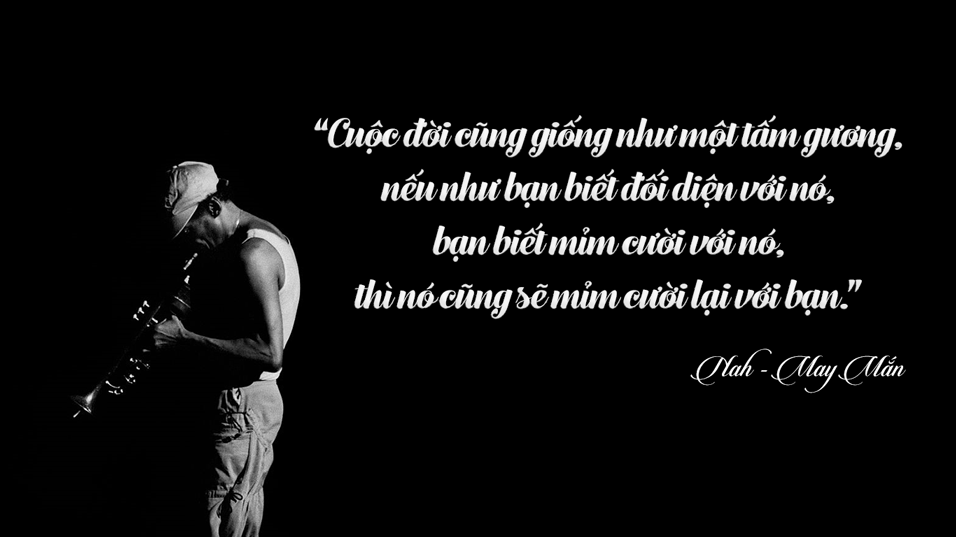 “Cuộc đời cũng giống như một tấm gương,
nếu như bạn biết đối diện với nó,
bạn biết mỉm cười với nó,
thì nó cũng sẽ mỉm cười lại với bạn.”
Nah - May Mắn